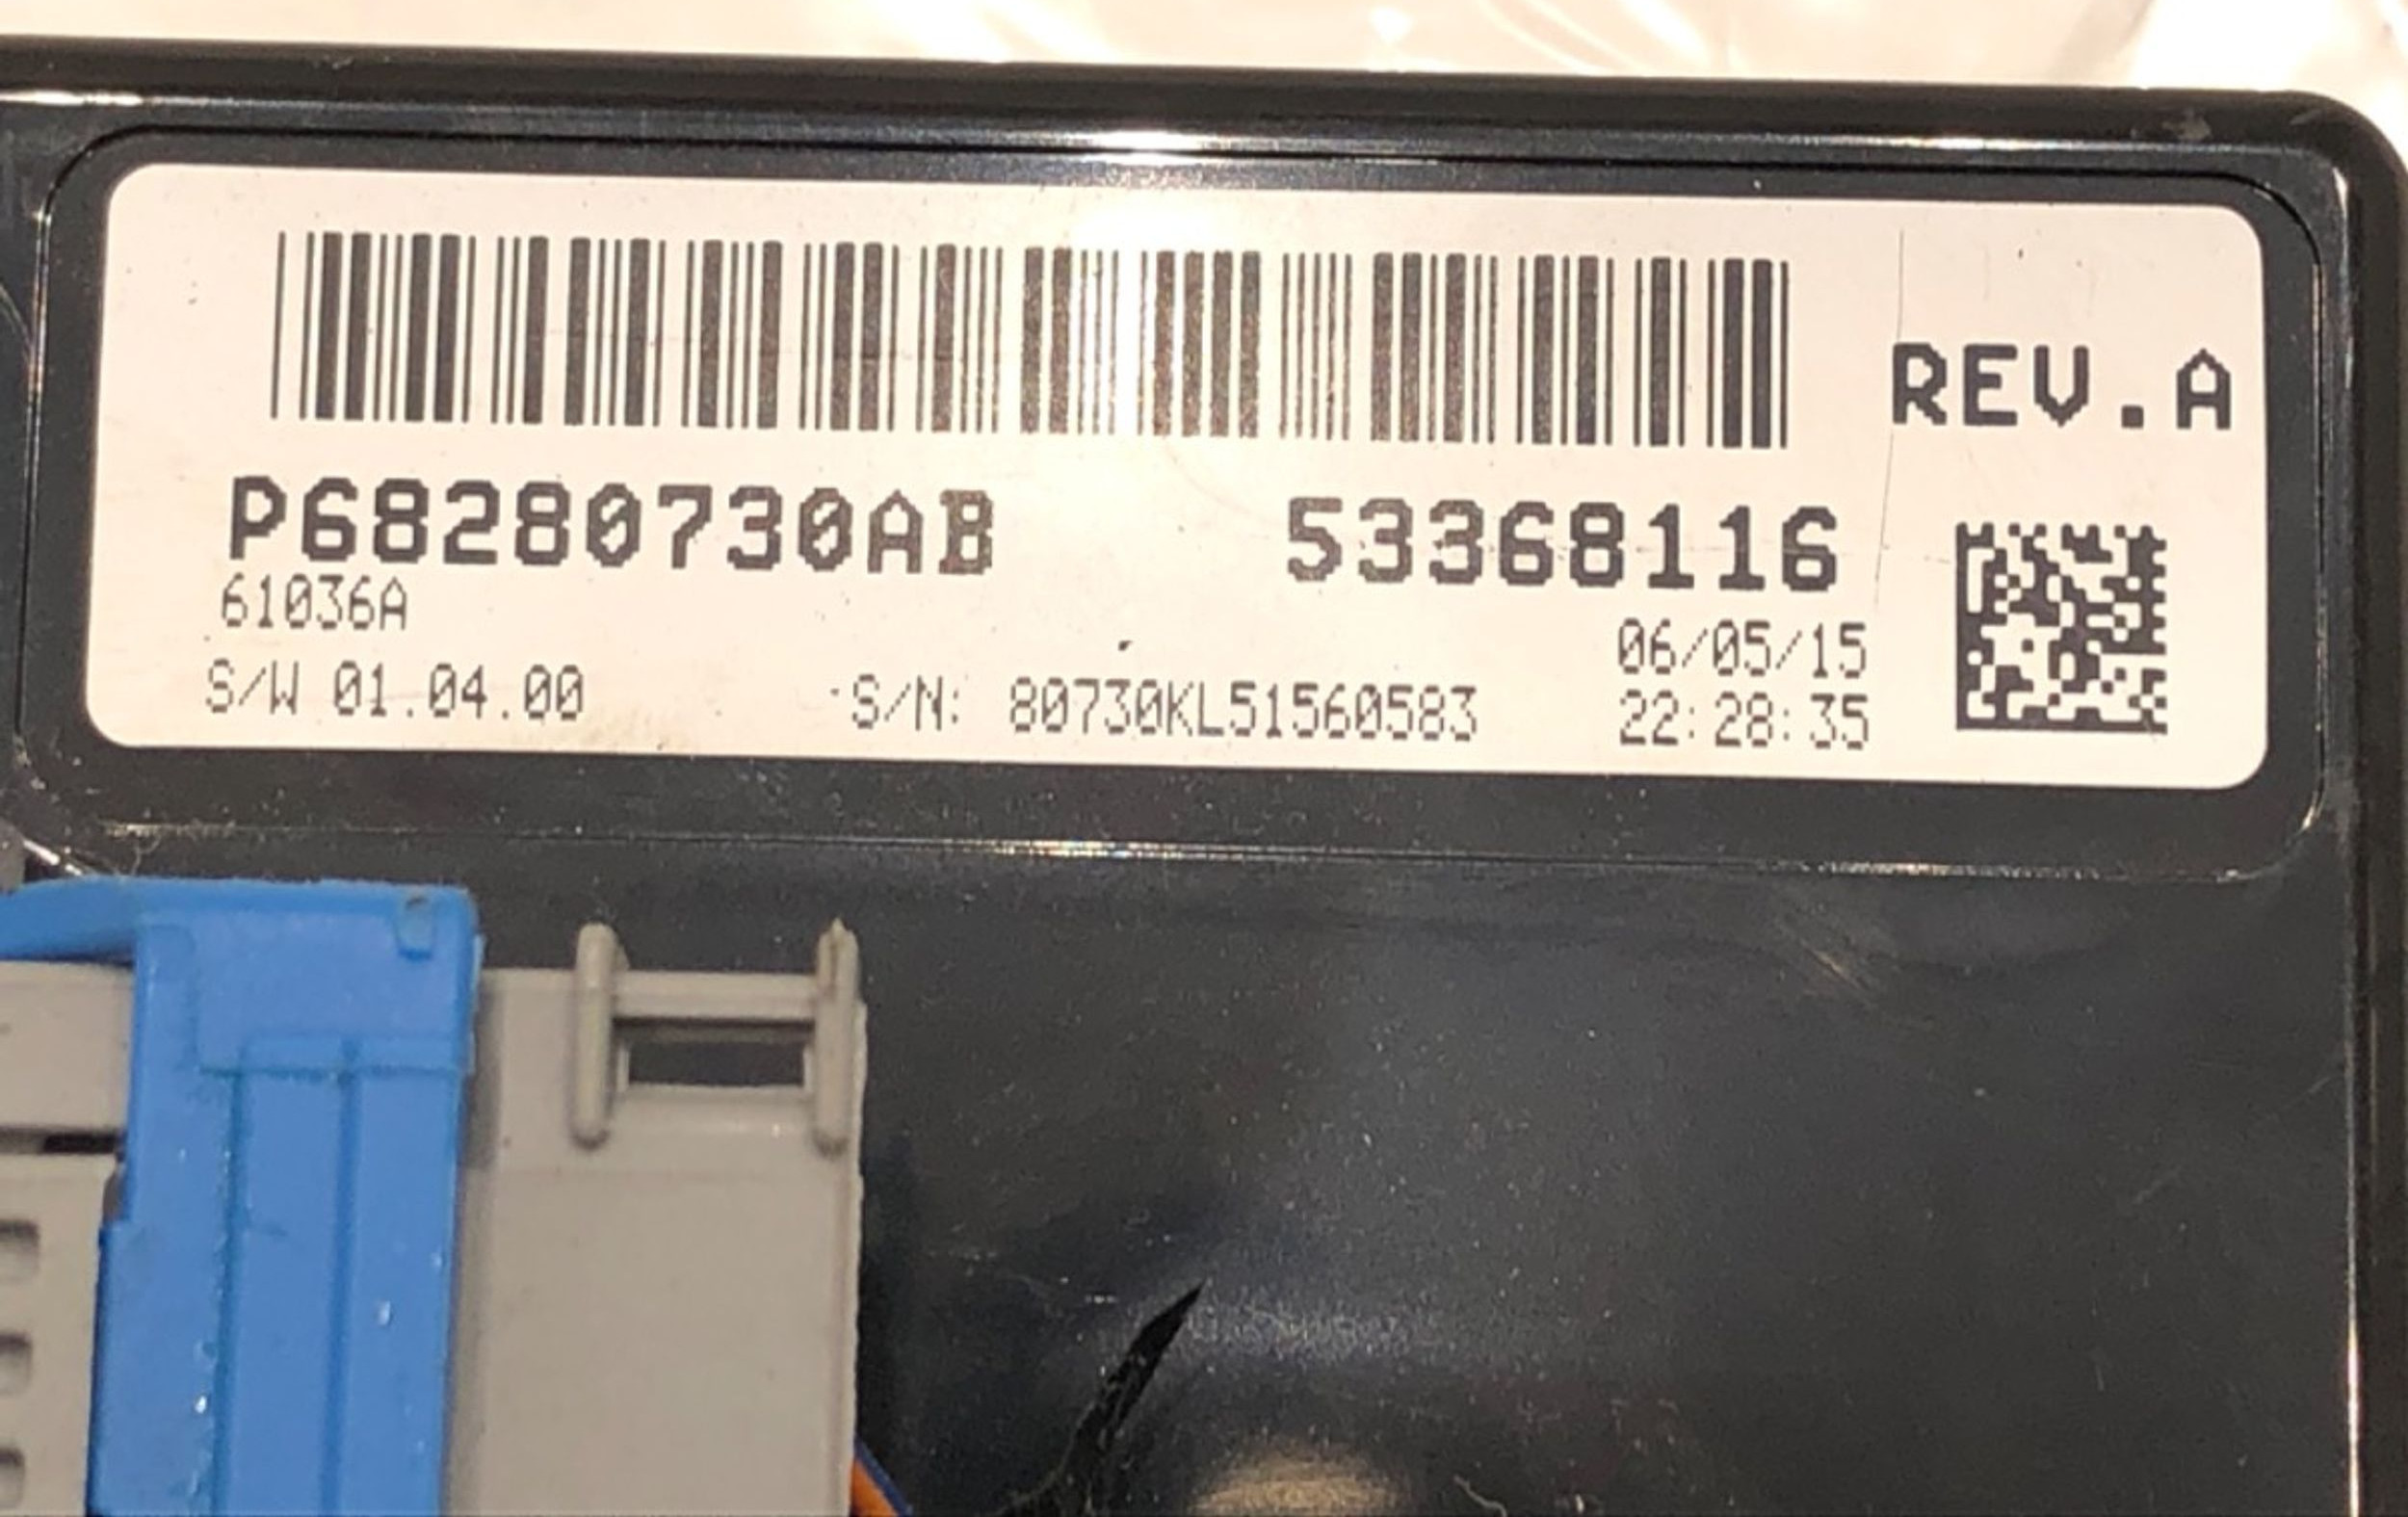 REV.A
P68280730AB 53368116
61036A
06/05/15
S/W 01.04.00 S/N: 80730KL51560583
22:28:35